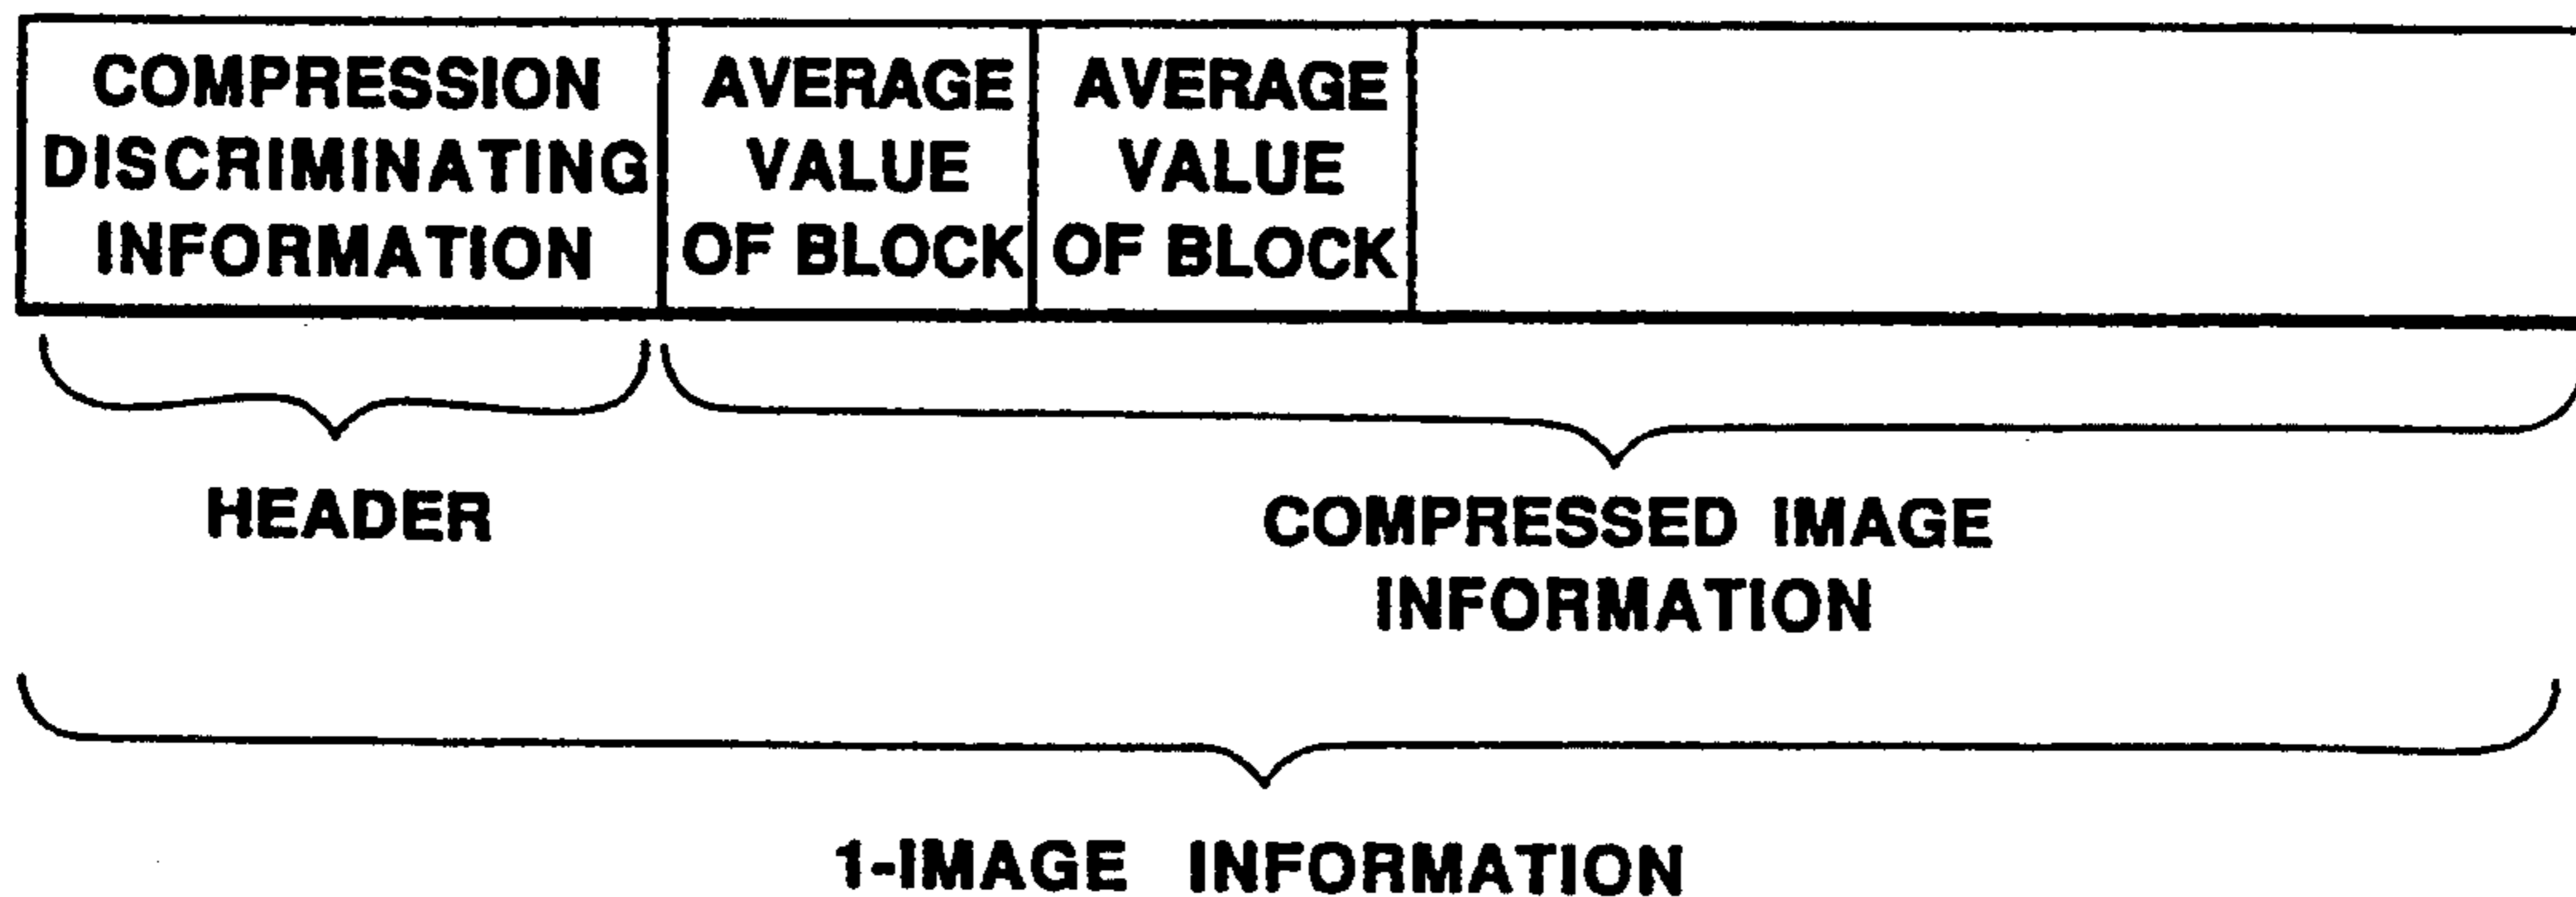 COMPRESSION
DISCRIMINATING
INFORMATION
AVERAGE
VALUE
OF BLOCK
AVERAGE
VALUE
OF BLOCK
HEADER
COMPRESSED IMAGE
INFORMATION
1-IMAGE INFORMATION